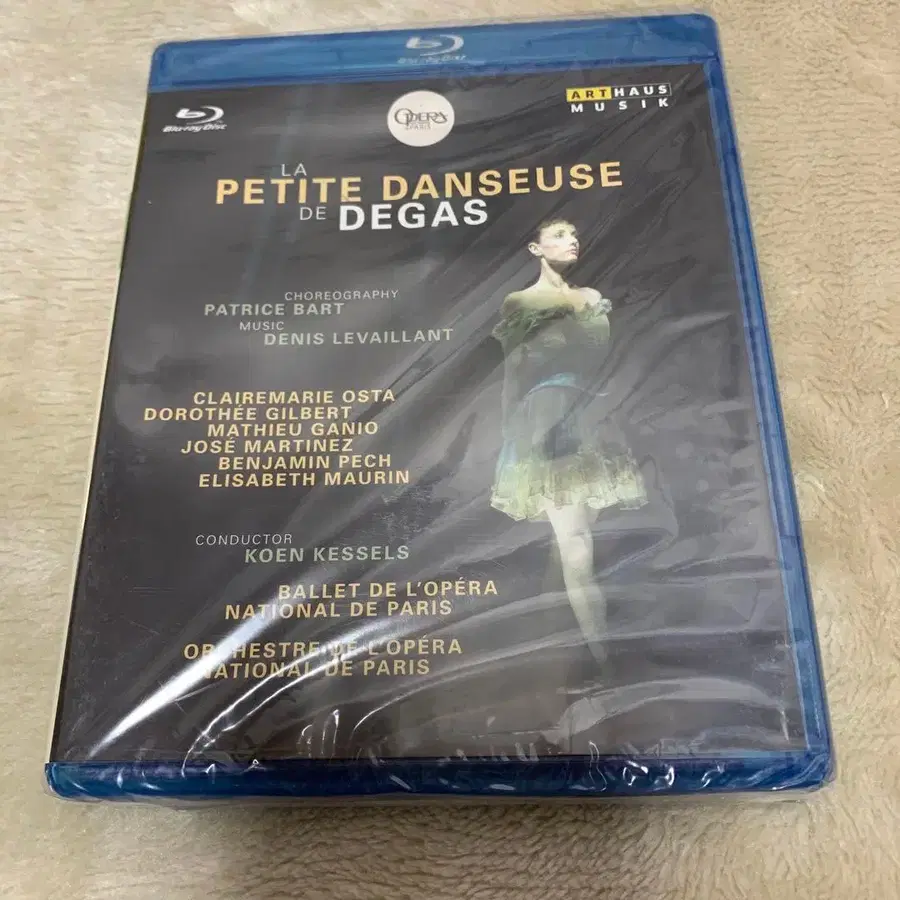 Blu-ray Disc
Blu-ray Disc
OPERA
PARIS
ARTHAUS
MUSIK
LA
PETITE DANSEUSE
DE DEGAS
CHOREOGRAPHY
PATRICE BART
MUSIC
DENIS LEVAILLANT
CLAIREMARIE OSTA
DOROTHÉE GILBERT
MATHIEU GANIO
JOSÉ MARTINEZ
BENJAMIN PECH
ELISABETH MAURIN
CONDUCTOR
KOEN KESSELS
BALLET DE L'OPÉRA
NATIONAL DE PARIS
ORCHESTRE DE L'OPÉRA
NATIONAL DE PARIS